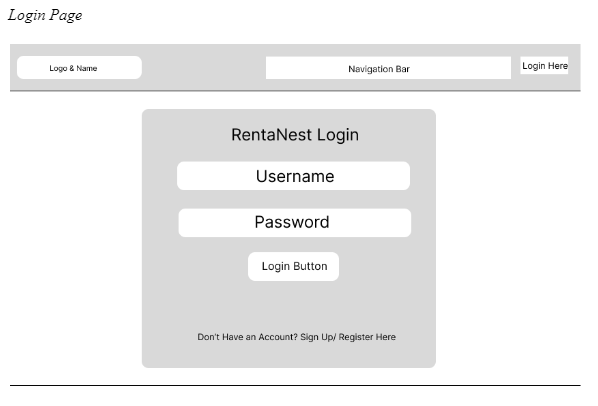 Login Page
Logo & Name
Navigation Bar
Login Here
RentaNest Login
Username
Password
Login Button
Don't Have an Account? Sign Up/ Register Here